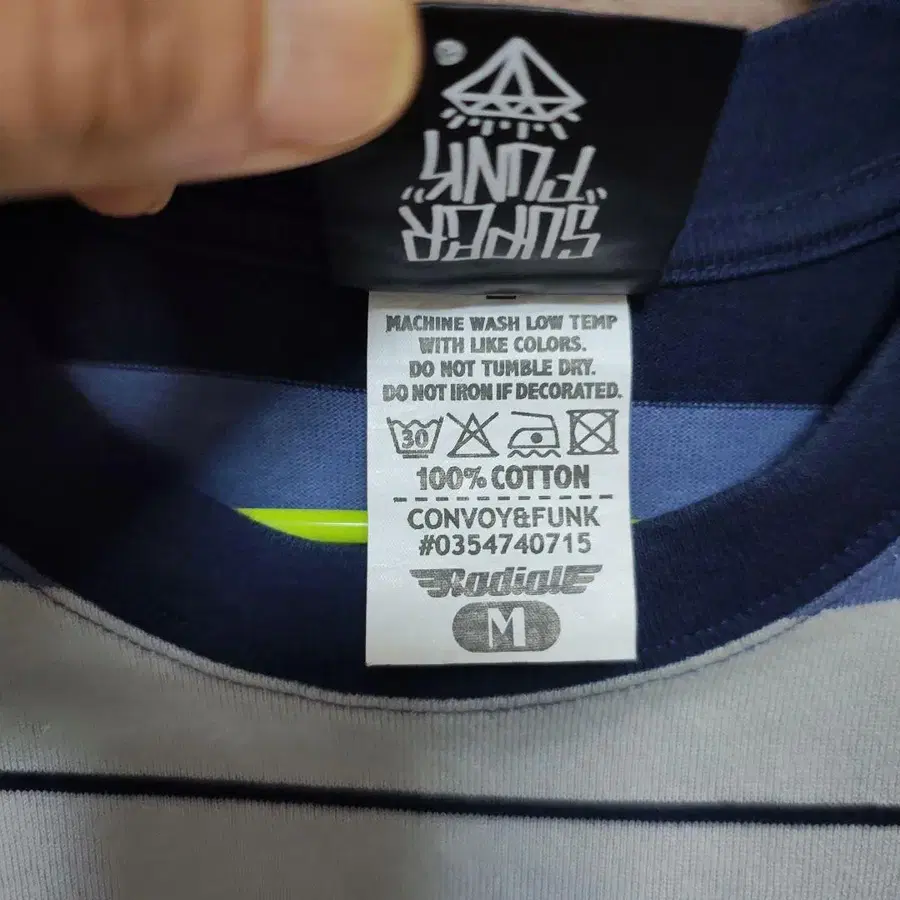 SUPER
"FUNK"
MACHINE WASH LOW TEMP
WITH LIKE COLORS.
DO NOT TUMBLE DRY.
DO NOT IRON IF DECORATED.
30
100% COTTON
CONVOY&FUNK
#0354740715
Radiall
M